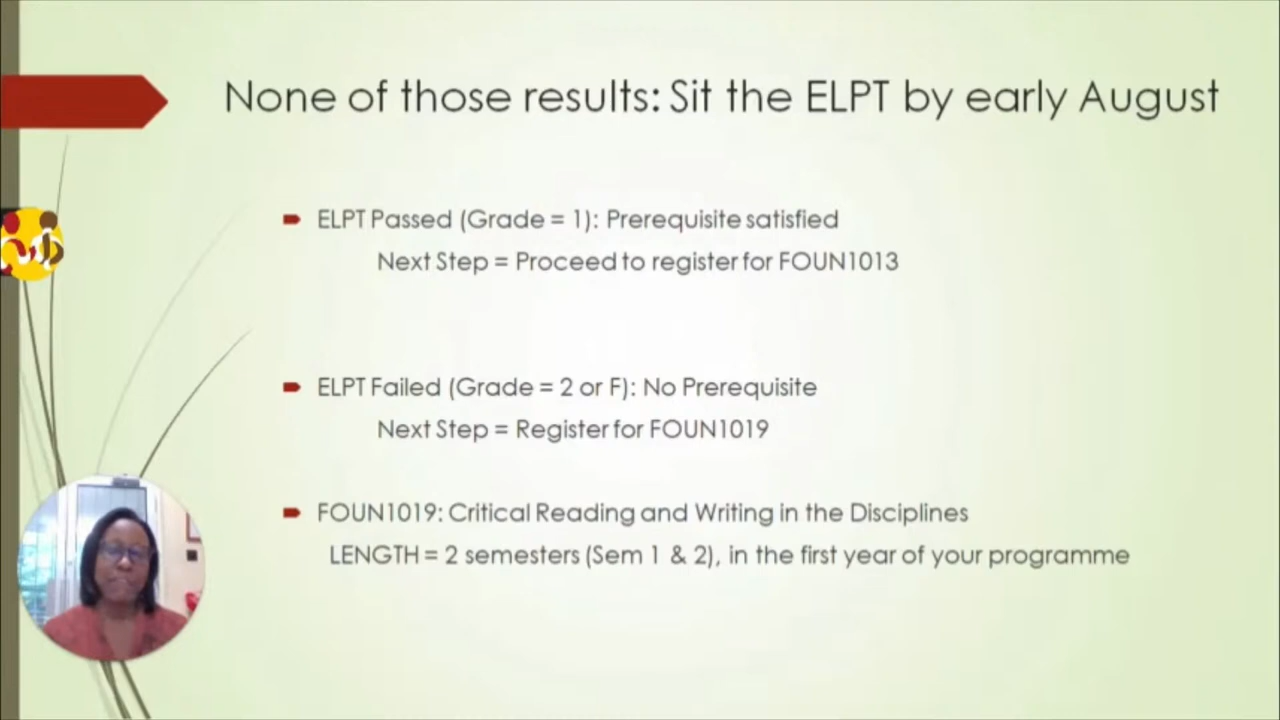 None of those results: Sit the ELPT by early August
ELPT Passed (Grade = 1): Prerequisite satisfied
Next Step = Proceed to register for FOUN1013
ELPT Failed (Grade = 2 or F): No Prerequisite
Next Step = Register for FOUN1019
FOUN1019: Critical Reading and Writing in the Disciplines
LENGTH = 2 semesters (Sem 1 & 2), in the first year of your programme